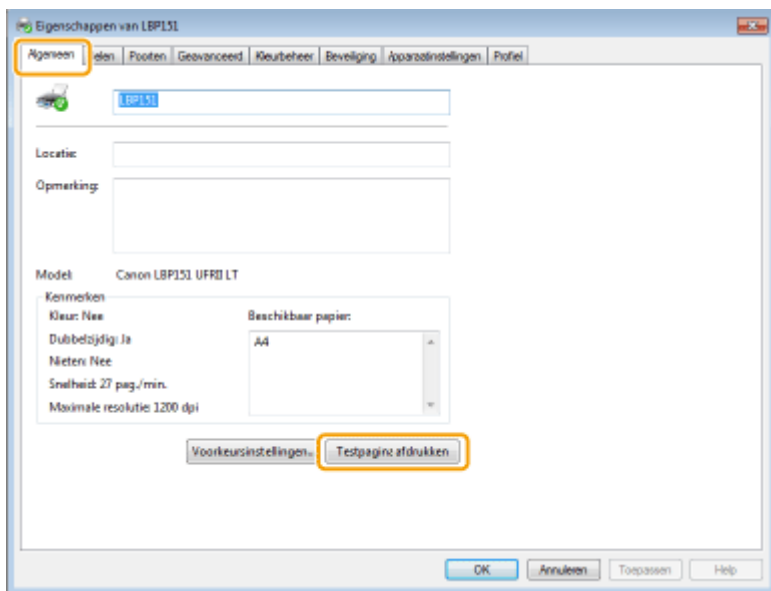 Eigenschappen van LBP151
Algemeen Delen Poorten Geavanceerd Kleurbeheer Beveiliging Apparaatinstellingen Profiel
LBP151
Locatie:
Opmerking:
Model: Canon LBP151 UFRII LT
Kenmerken
Kleur: Nee Beschikbaar papier:
Dubbelzijdig: Ja A4
Nieten: Nee
Snelheid: 27 pag./min.
Maximale resolutie: 1200 dpi
Voorkeursinstellingen... Testpagina afdrukken
OK Annuleren Toepassen Help